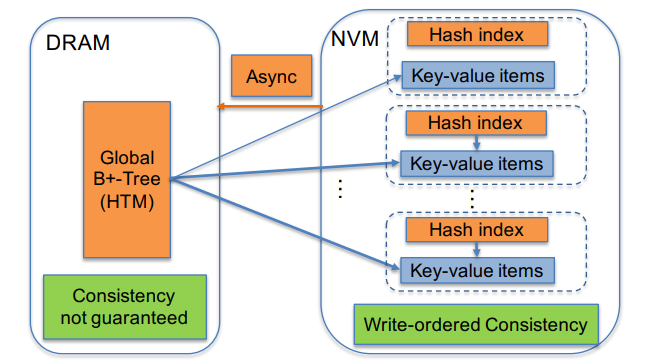 DRAM
Global
B+-Tree
(HTM)
Consistency
not guaranteed
Async
NVM
Hash index
Key-value items
Hash index
Key-value items
...
...
Hash index
Key-value items
Write-ordered Consistency